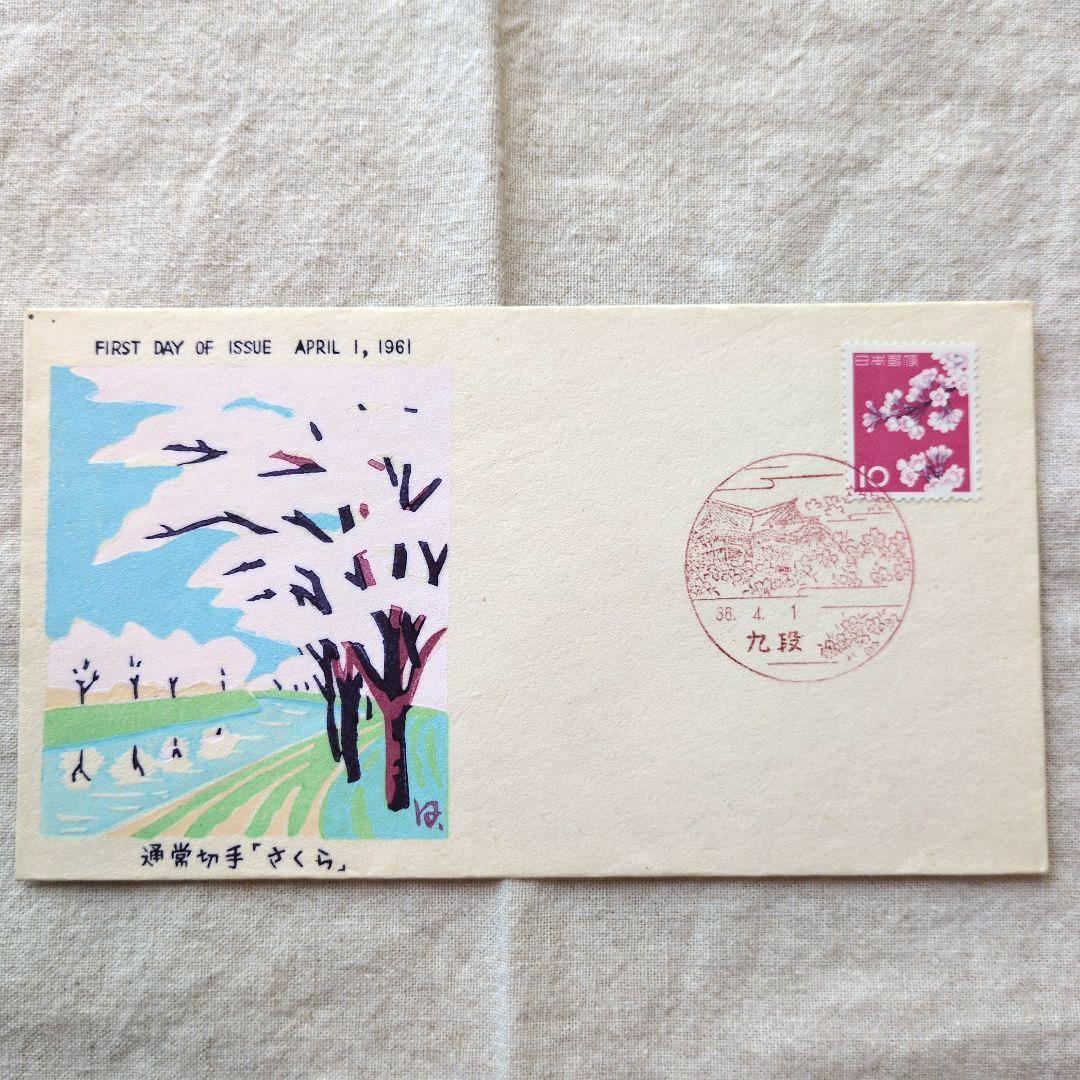 FIRST DAY OF ISSUE APRIL 1, 1961
日本郵便
10
36. 4. 1
九段
通常切手「さくら」